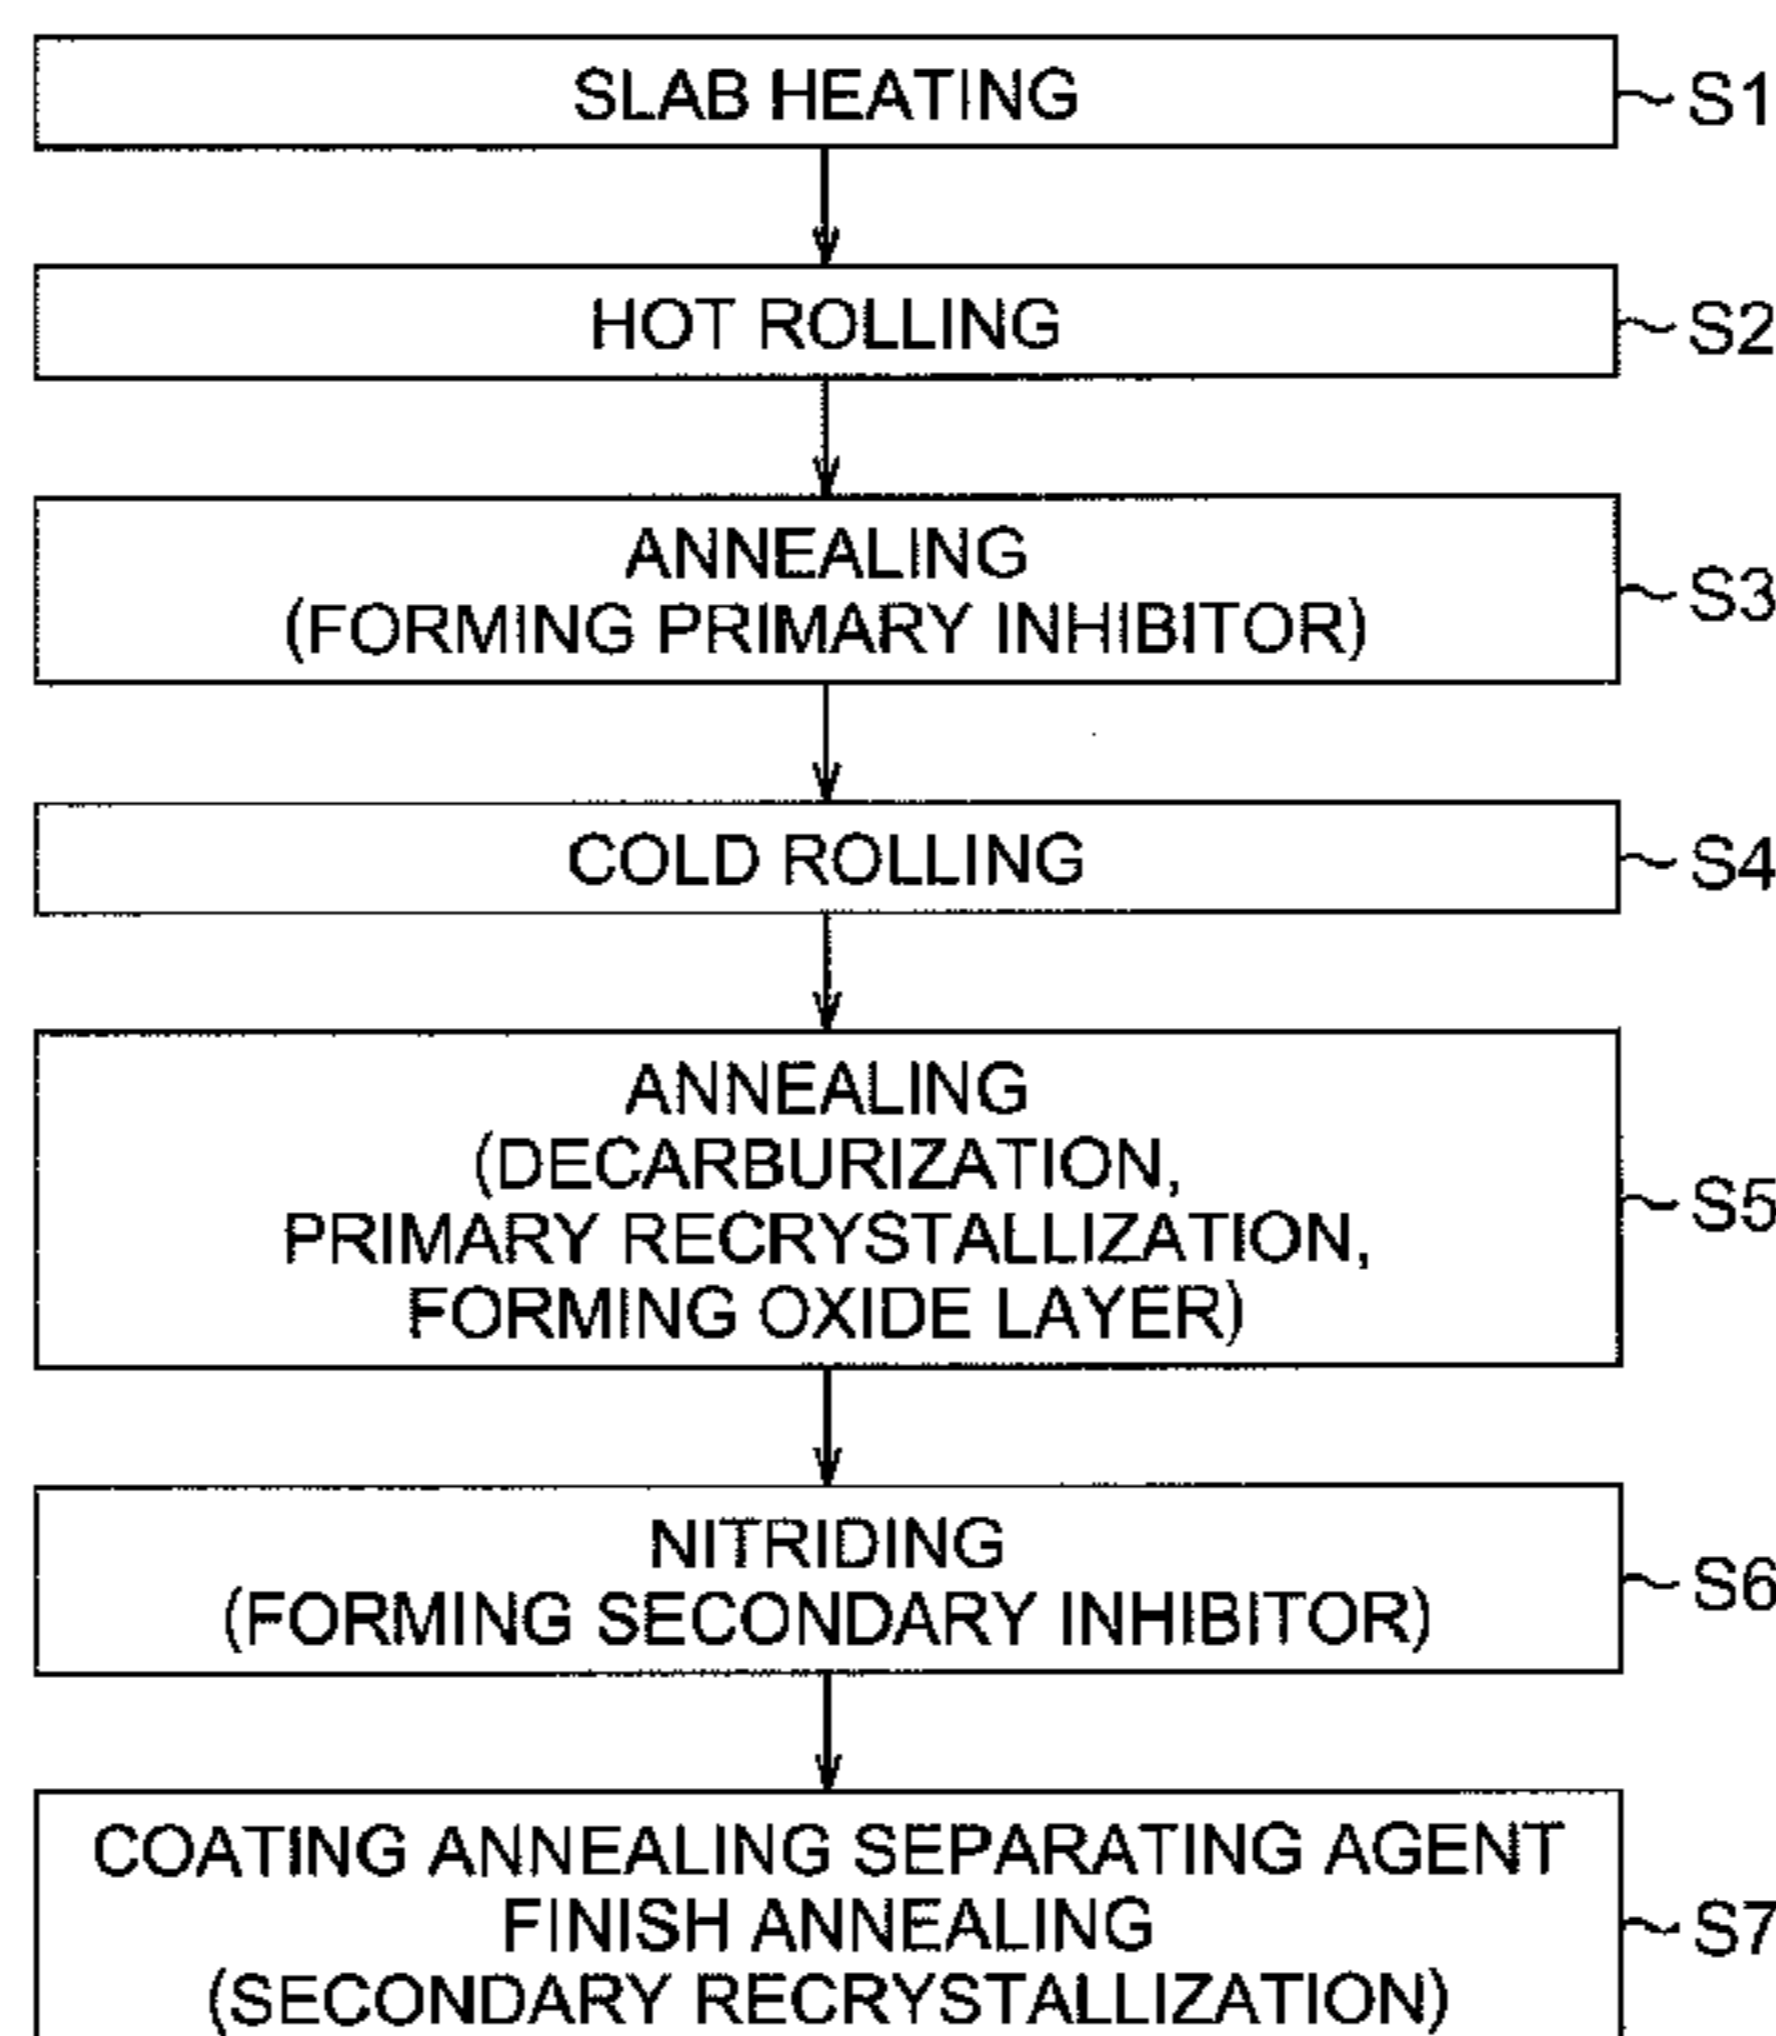 SLAB HEATING
S1
HOT ROLLING
S2
ANNEALING
(FORMING PRIMARY INHIBITOR)
S3
COLD ROLLING
S4
ANNEALING
(DECARBURIZATION,
PRIMARY RECRYSTALLIZATION,
FORMING OXIDE LAYER)
S5
NITRIDING
(FORMING SECONDARY INHIBITOR)
S6
COATING ANNEALING SEPARATING AGENT
FINISH ANNEALING
(SECONDARY RECRYSTALLIZATION)
S7